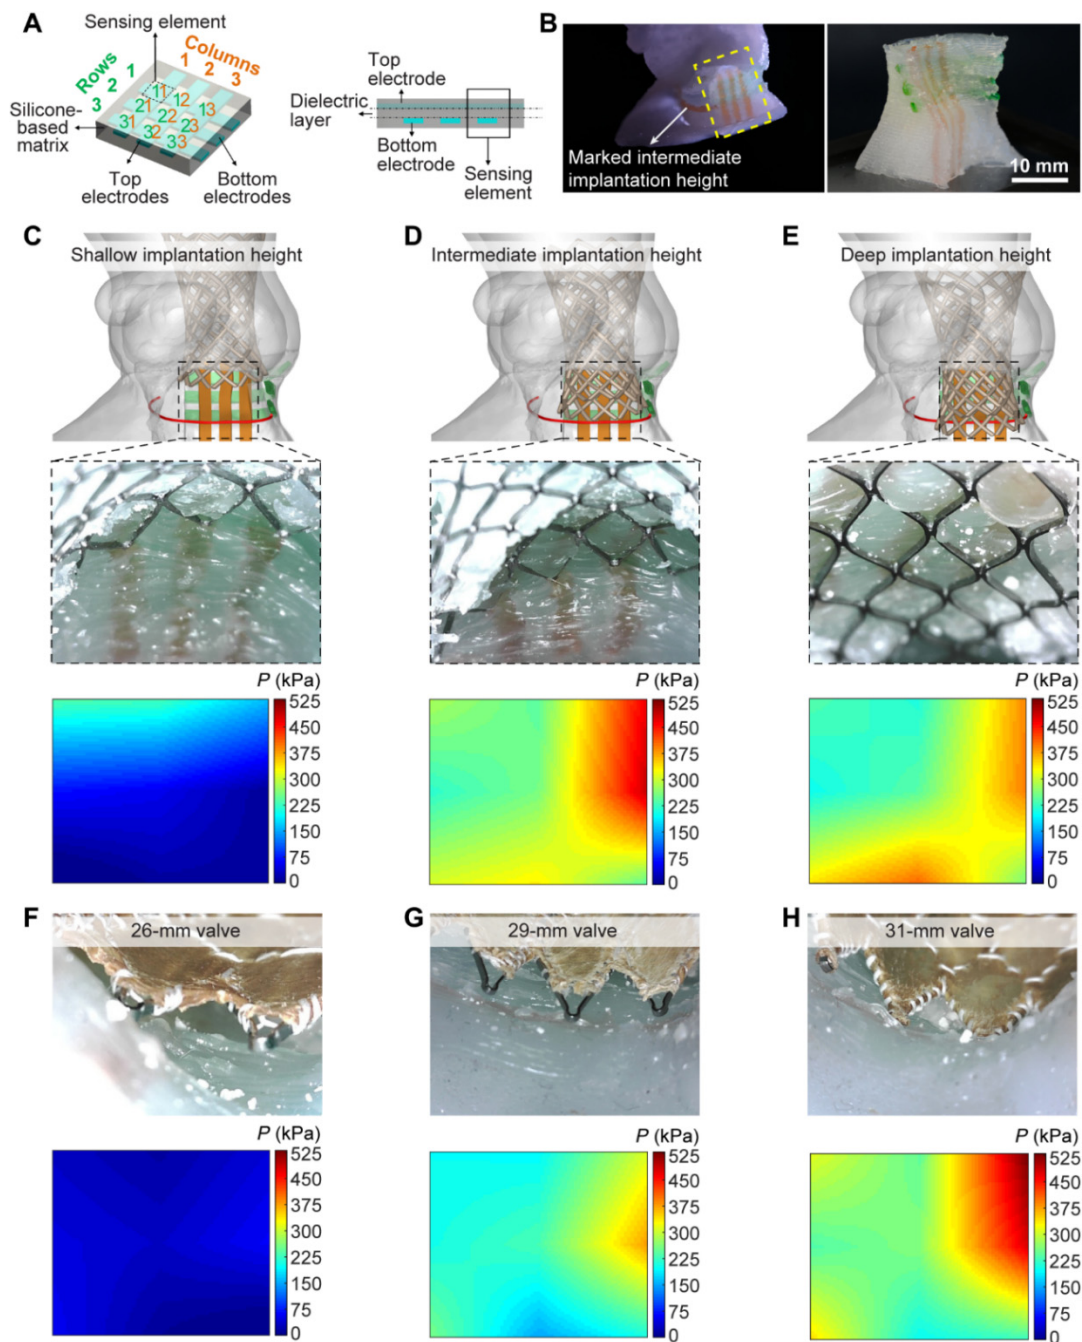 A
Sensing element
Rows
1
2
3
Columns
1
2
3
11
12
13
21
22
23
31
32
33
Silicone-
based
matrix
Top
electrodes
Bottom
electrodes
Top
electrode
Dielectric
layer
Bottom
electrode
Sensing
element
B
Marked intermediate
implantation height
10 mm
C
Shallow implantation height
D
Intermediate implantation height
E
Deep implantation height
P (kPa)
525
450
375
300
225
150
75
0
P (kPa)
525
450
375
300
225
150
75
0
P (kPa)
525
450
375
300
225
150
75
0
F
26-mm valve
G
29-mm valve
H
31-mm valve
P (kPa)
525
450
375
300
225
150
75
0
P (kPa)
525
450
375
300
225
150
75
0
P (kPa)
525
450
375
300
225
150
75
0